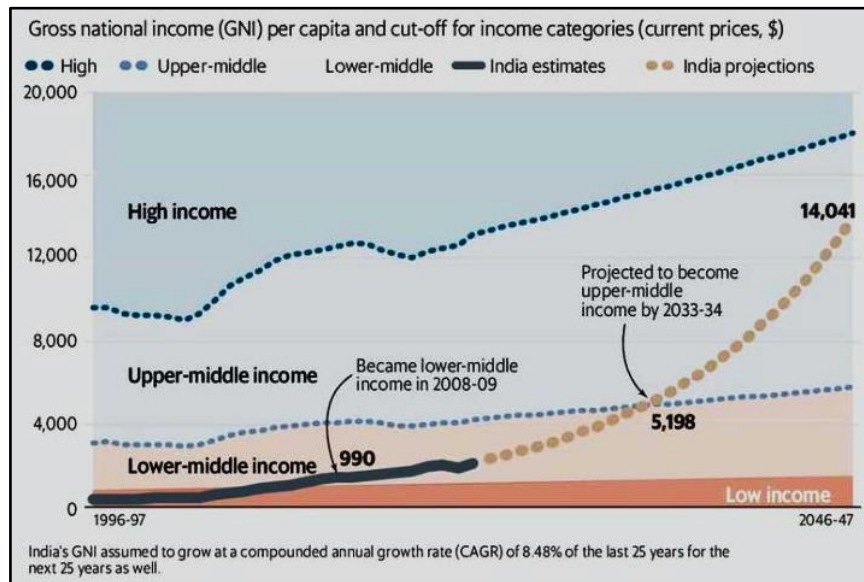 Gross national income (GNI) per capita and cut-off for income categories (current prices, $)
High Upper-middle Lower-middle India estimates India projections
20,000
16,000
High income
14,041
12,000
Projected to become
upper-middle
income by 2033-34
8,000
Became lower-middle
income in 2008-09
Upper-middle income
4,000
5,198
990
Lower-middle income
Low income
0
1996-97
2046-47
India's GNI assumed to grow at a compounded annual growth rate (CAGR) of 8.48% of the last 25 years for the
next 25 years as well.